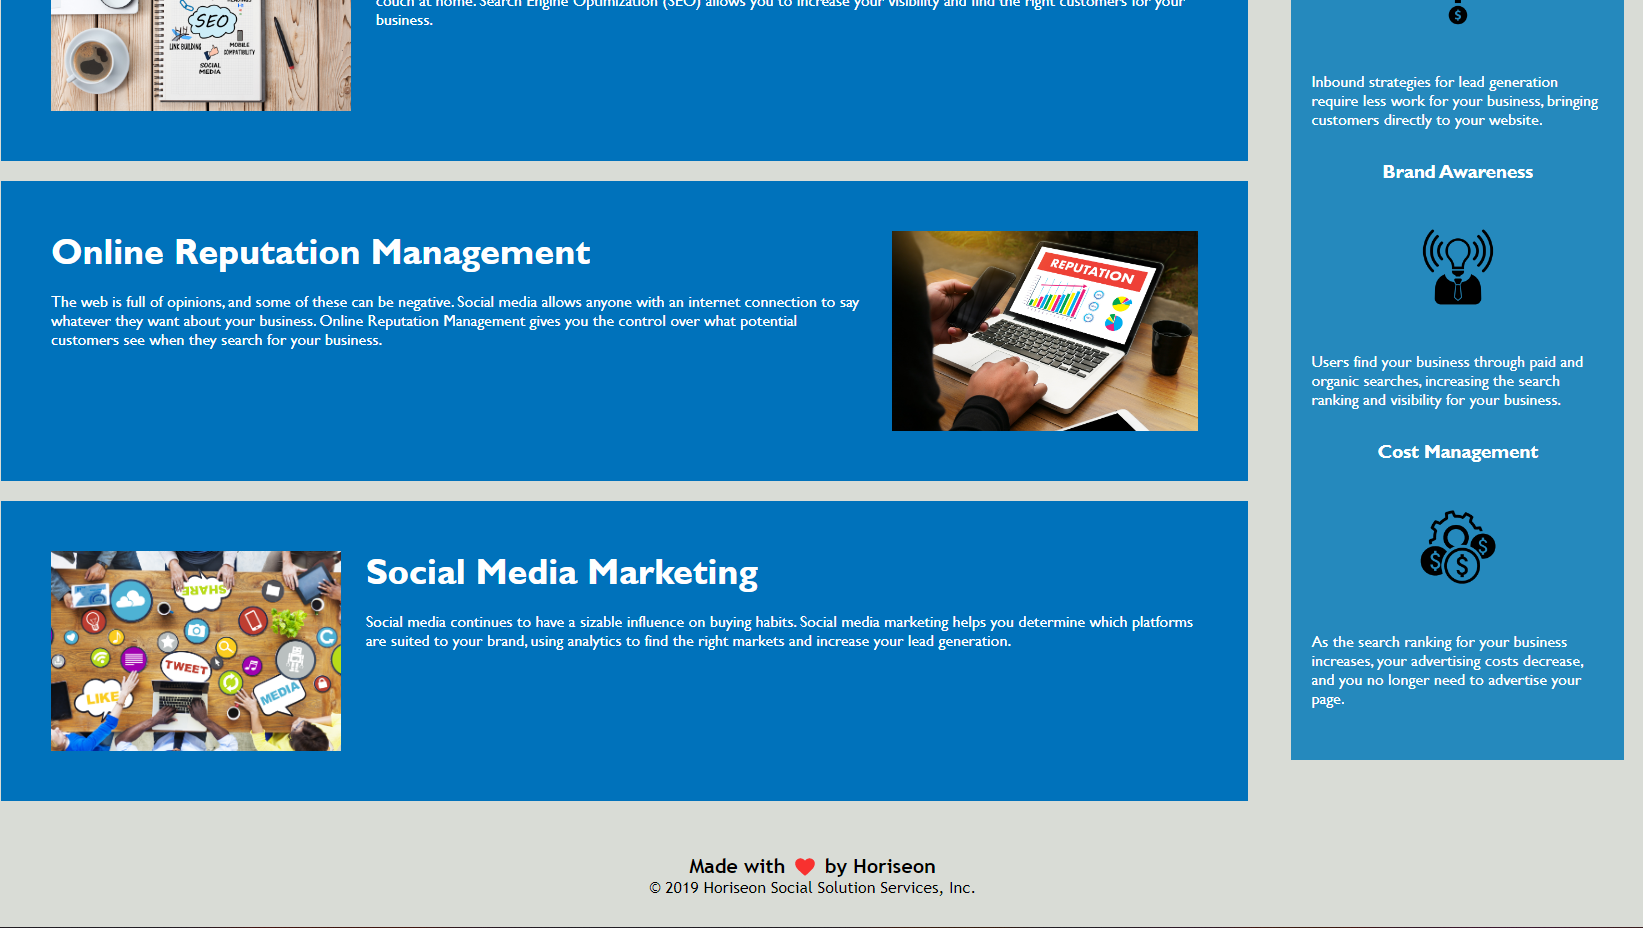 couch at home. Search Engine Optimization (SEO) allows you to increase your visibility and find the right customers for your
business.
SEO
LINK BUILDING
MOBILE
COMPATIBILITY
SOCIAL
MEDIA
Online Reputation Management
The web is full of opinions, and some of these can be negative. Social media allows anyone with an internet connection to say
whatever they want about your business. Online Reputation Management gives you the control over what potential
customers see when they search for your business.
REPUTATION
Social Media Marketing
Social media continues to have a sizable influence on buying habits. Social media marketing helps you determine which platforms
are suited to your brand, using analytics to find the right markets and increase your lead generation.
SHARE
TWEET
LIKE
MEDIA
Inbound strategies for lead generation
require less work for your business, bringing
customers directly to your website.
Brand Awareness
Users find your business through paid and
organic searches, increasing the search
ranking and visibility for your business.
Cost Management
As the search ranking for your business
increases, your advertising costs decrease,
and you no longer need to advertise your
page.
Made with ❤️ by Horiseon
© 2019 Horiseon Social Solution Services, Inc.